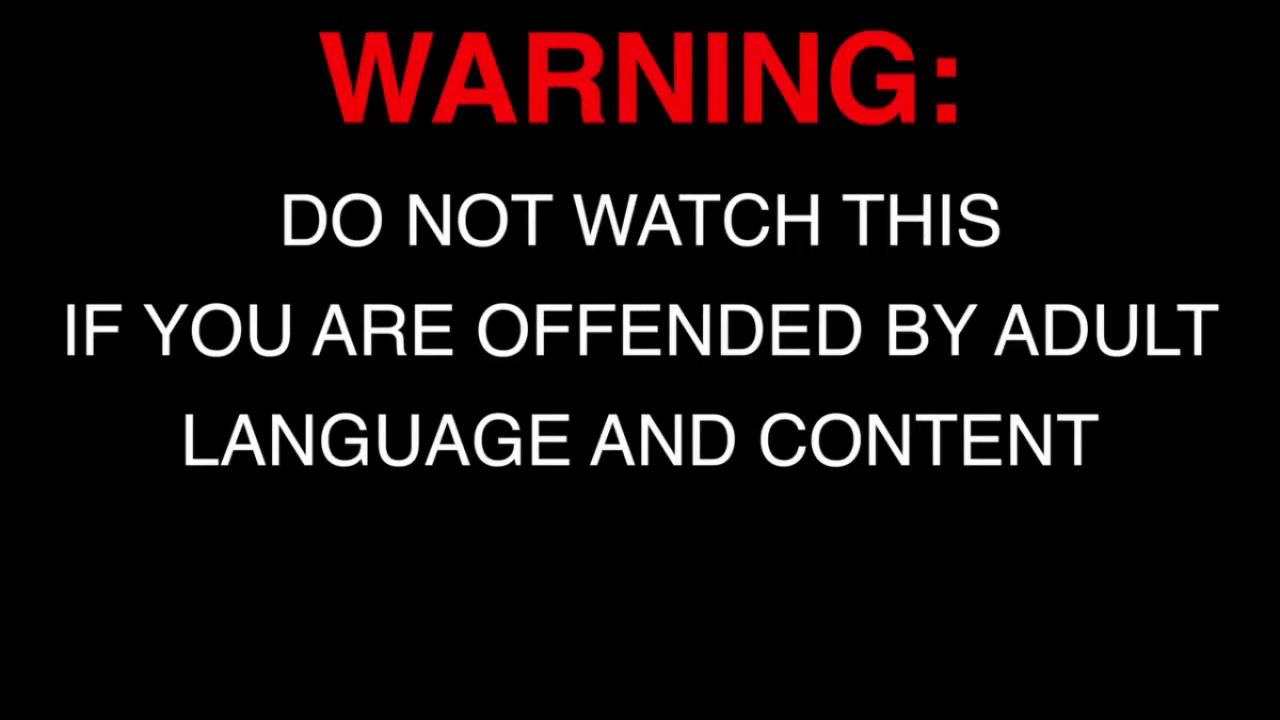 WARNING:
DO NOT WATCH THIS
IF YOU ARE OFFENDED BY ADULT
LANGUAGE AND CONTENT